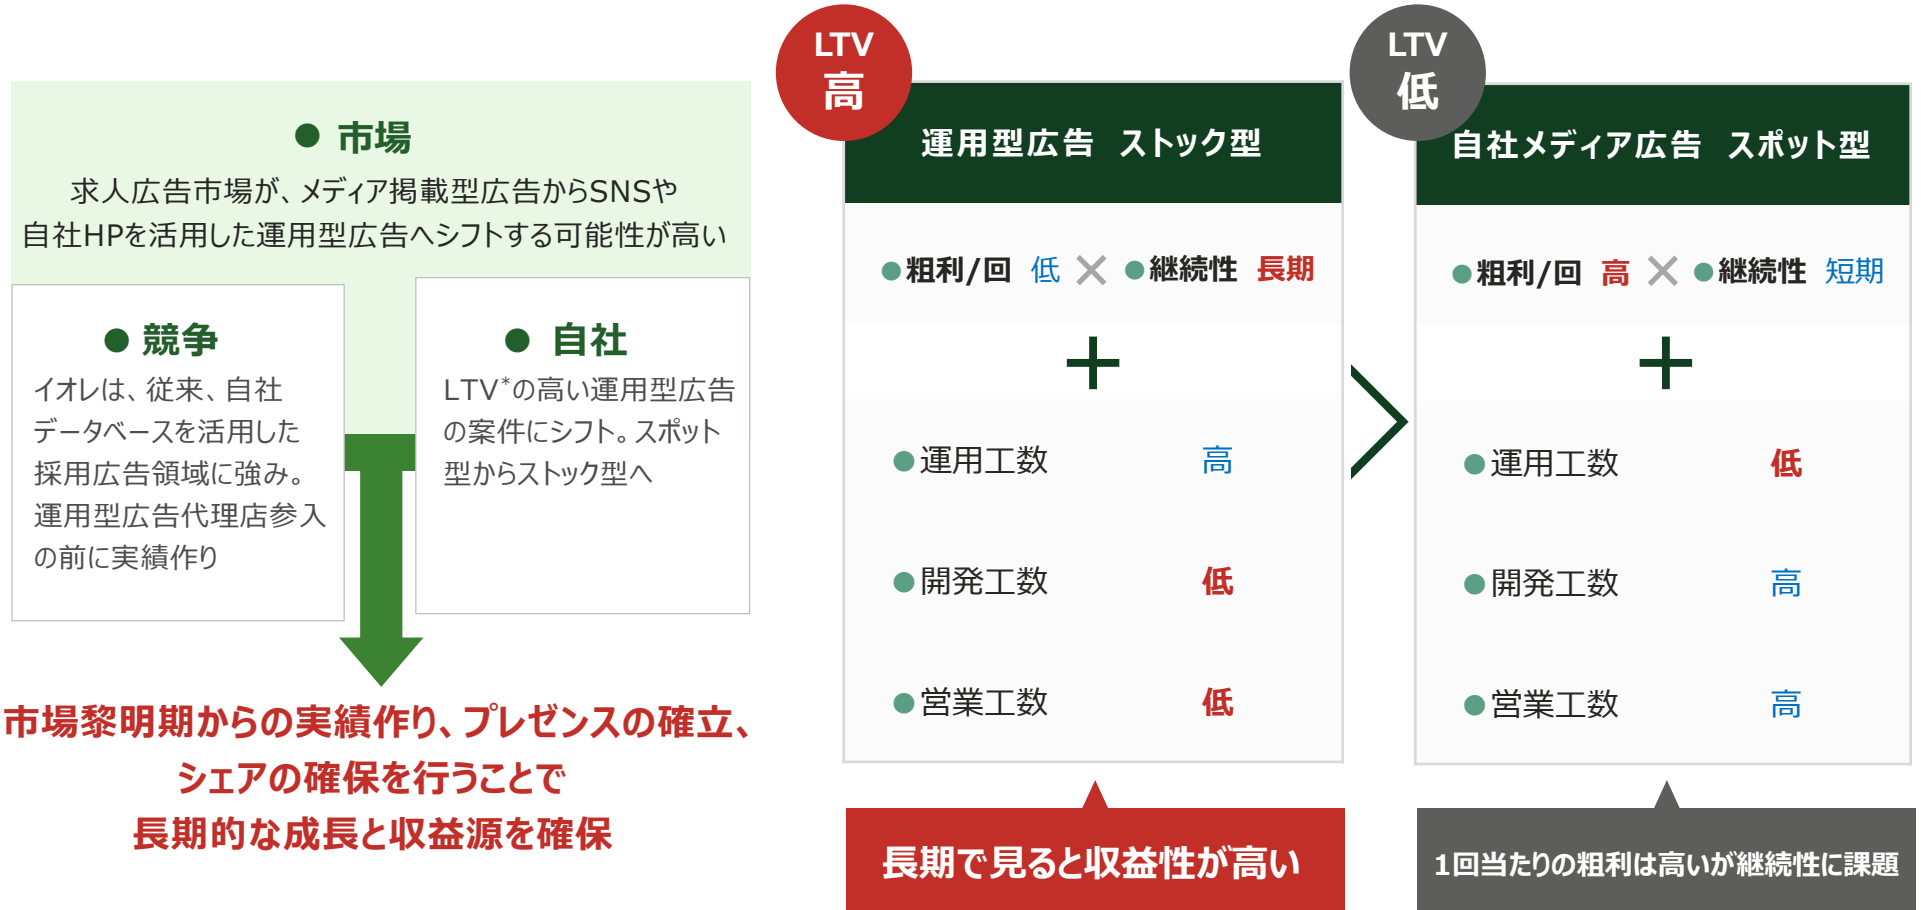 ● 市場
求人広告市場が、メディア掲載型広告からSNSや
自社HPを活用した運用型広告へシフトする可能性が高い
● 競争
イオレは、従来、自社
データベースを活用した
採用広告領域に強み。
運用型広告代理店参入
の前に実績作り
● 自社
LTV*の高い運用型広告
の案件にシフト。スポット
型からストック型へ
市場黎明期からの実績作り、プレゼンスの確立、
シェアの確保を行うことで
長期的な成長と収益源を確保
LTV
高
運用型広告 ストック型
●粗利/回 低 × ●継続性 長期
＋
●運用工数 高
●開発工数 低
●営業工数 低
長期で見ると収益性が高い
LTV
低
自社メディア広告 スポット型
●粗利/回 高 × ●継続性 短期
＋
●運用工数 低
●開発工数 高
●営業工数 高
1回当たりの粗利は高いが継続性に課題